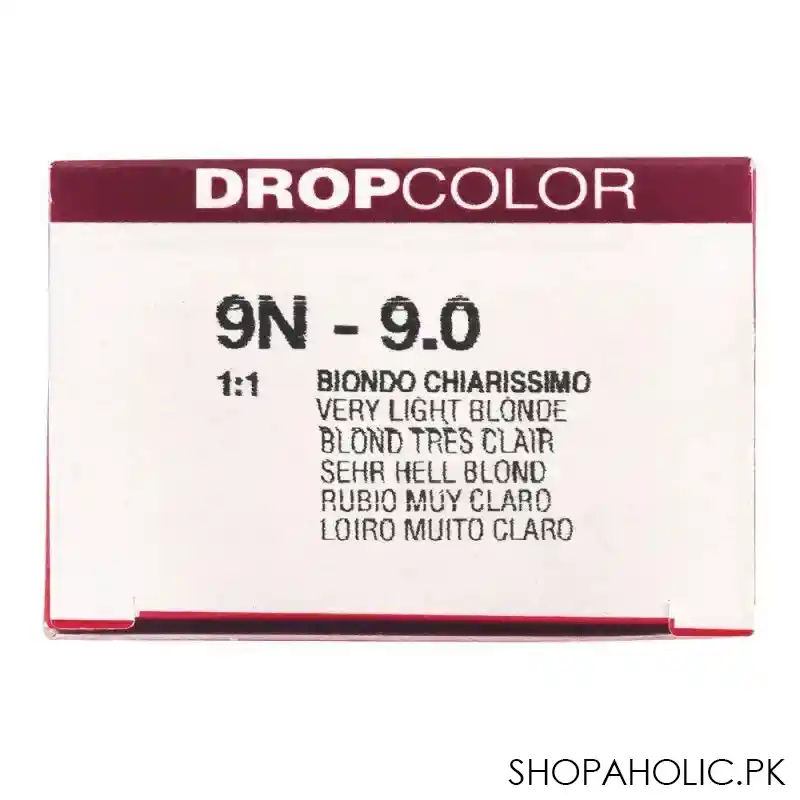 DROPCOLOR
9N - 9.0
1:1 BIONDO CHIARISSIMO
VERY LIGHT BLONDE
BLOND TRÈS CLAIR
SEHR HELL BLOND
RUBIO MUY CLARO
LOIRO MUITO CLARO
SHOPAHOLIC.PK